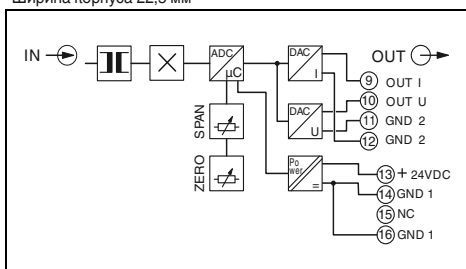 Ширина корпуса 22,5 мм
IN
OUT
ADC
µC
DAC
I
DAC
U
SPAN
ZERO
Po
wer
=
9 OUT I
10 OUT U
11 GND 2
12 GND 2
13 + 24VDC
14 GND 1
15 NC
16 GND 1